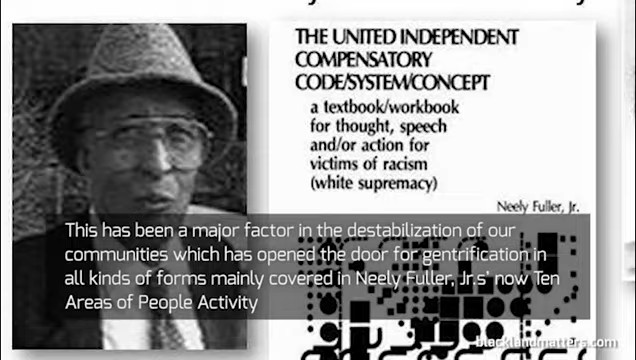 THE UNITED INDEPENDENT
COMPENSATORY
CODE/SYSTEM/CONCEPT
a textbook/workbook
for thought, speech
and/or action for
victims of racism
(white supremacy)
Neely Fuller, Jr.
This has been a major factor in the destabilization of our
communities which has opened the door for gentrification in
all kinds of forms mainly covered in Neely Fuller, Jr.s' now Ten
Areas of People Activity
blacklandmatters.com